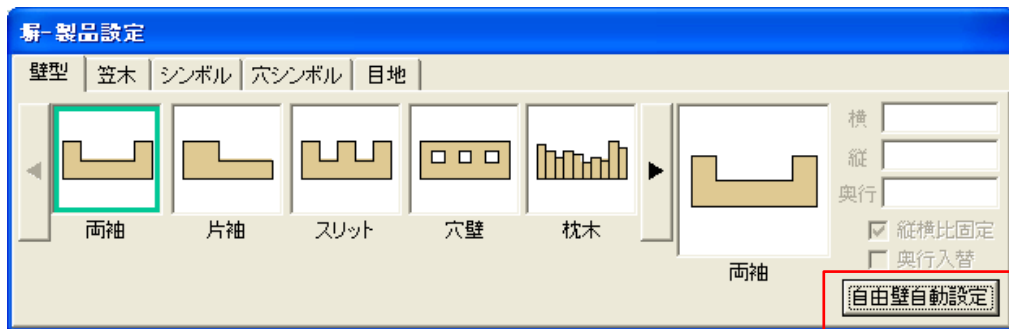 塀-製品設定
壁型 笠木 シンボル 穴シンボル 目地
両袖 片袖 スリット 穴壁 枕木
両袖
横
縦
奥行
縦横比固定
奥行入替
自由壁自動設定